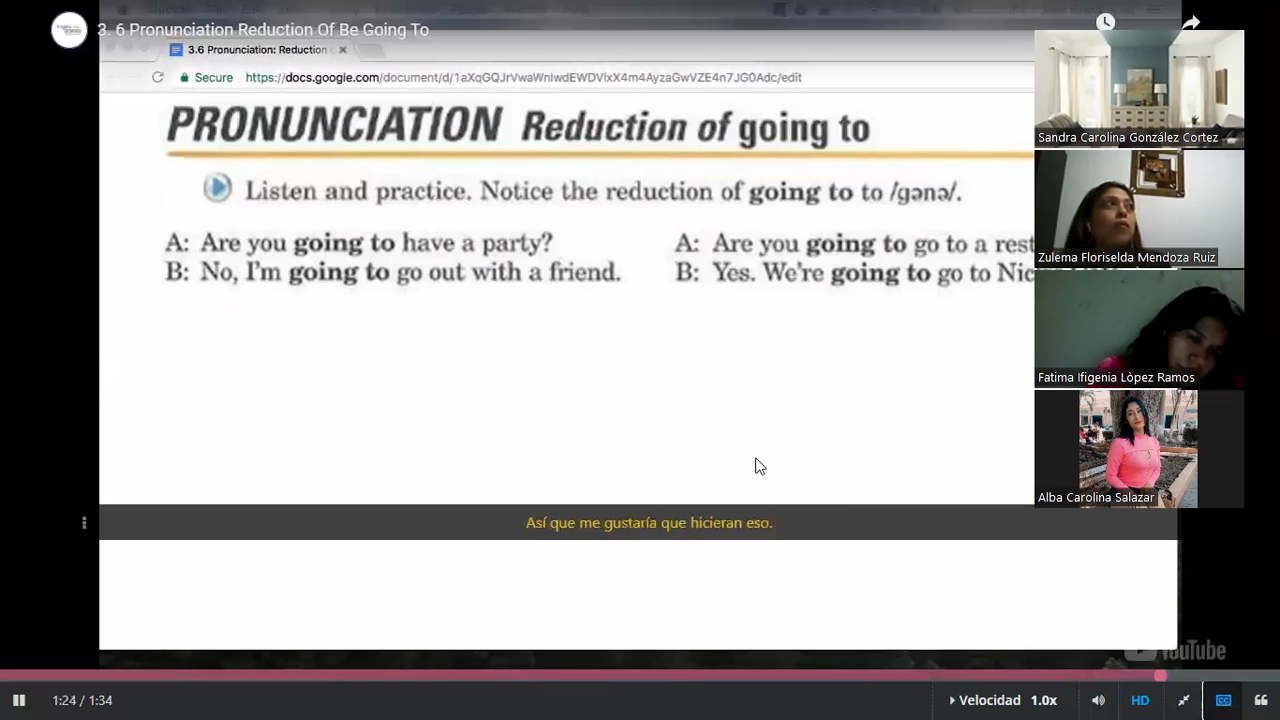 3. 6 Pronunciation Reduction Of Be Going To
3.6 Pronunciation: Reduction
Secure https://docs.google.com/document/d/1aXqGQJrVwaWnIwdEWDVlxX4m4AyzaGwVZE4n7JG0Adc/edit
PRONUNCIATION Reduction of going to
Listen and practice. Notice the reduction of going to to /gənə/.
A: Are you going to have a party?
B: No, I'm going to go out with a friend.
A: Are you going to go to a rest
B: Yes. We're going to go to Nic
Sandra Carolina González Cortez
Zulema Floriselda Mendoza Ruiz
Fatima Ifigenia Lòpez Ramos
Alba Carolina Salazar
Así que me gustaría que hicieran eso.
YouTube
1:24 / 1:34
Velocidad 1.0x
HD
CC